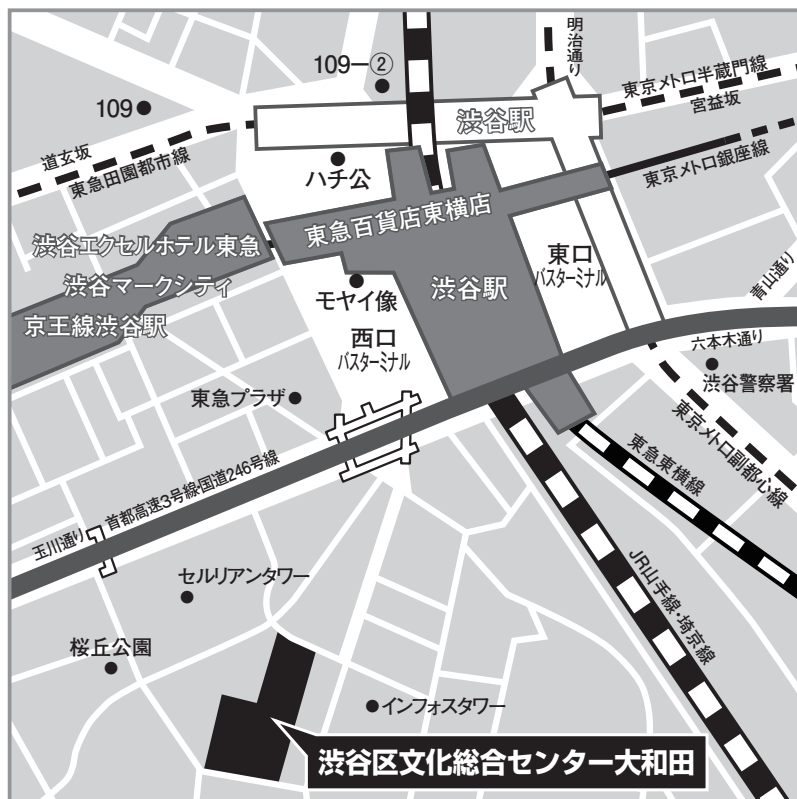 明治通り
109-②
東京メトロ半蔵門線
109
渋谷駅
宮益坂
道玄坂
東急田園都市線
ハチ公
東京メトロ銀座線
東急百貨店東横店
渋谷エクセルホテル東急
渋谷マークシティ
京王線渋谷駅
モヤイ像
渋谷駅
東口
バスターミナル
青山通り
西口
バスターミナル
六本木通り
渋谷警察署
東急プラザ
東京メトロ副都心線
東急東横線
首都高速3号線・国道246号線
玉川通り
セルリアンタワー
JR山手線・埼京線
桜丘公園
インフォスタワー
渋谷区文化総合センター大和田